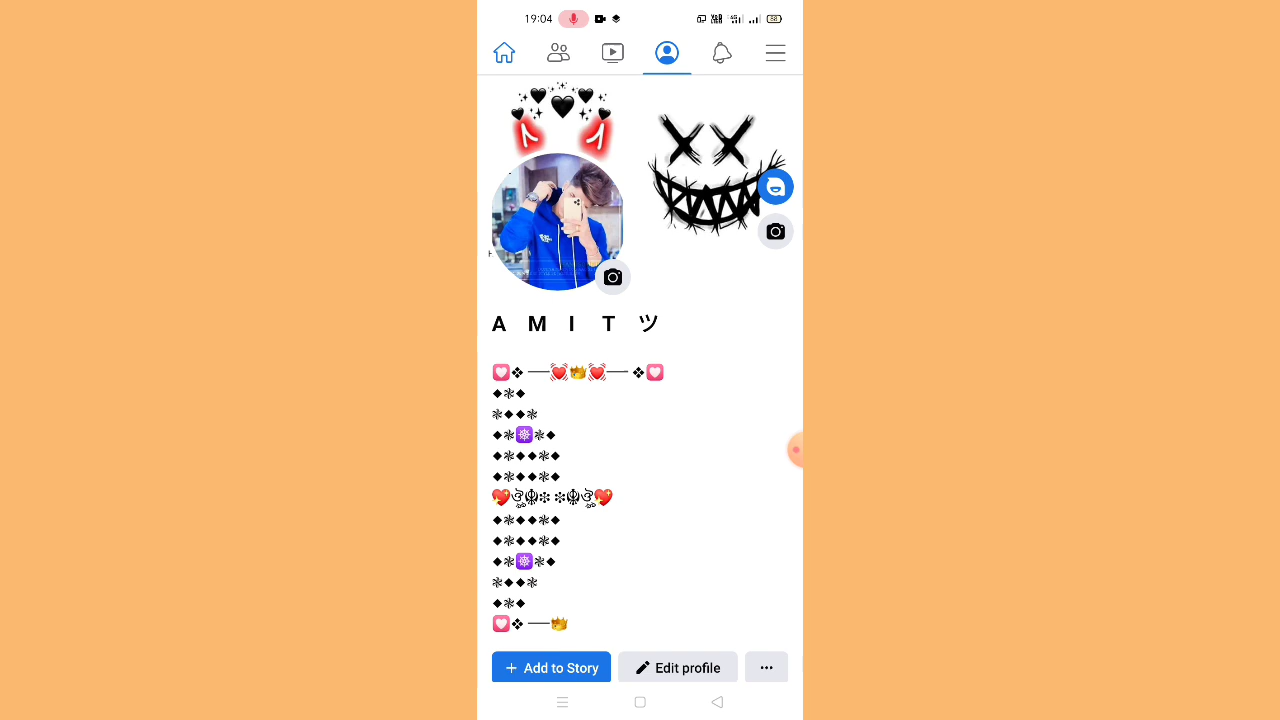 19:04
A M I T ツ
💟❖ ──💓👑💓── ❖💟
◆❃◆
❃◆◆❃
◆❃☸️❃◆
◆❃◆◆❃◆
◆❃◆◆❃◆
💖ੴ☬❇ ❇☬ੴ💖
◆❃◆◆❃◆
◆❃◆◆❃◆
◆❃☸️❃◆
❃◆◆❃
◆❃◆
💟❖ ──👑
+ Add to Story
Edit profile